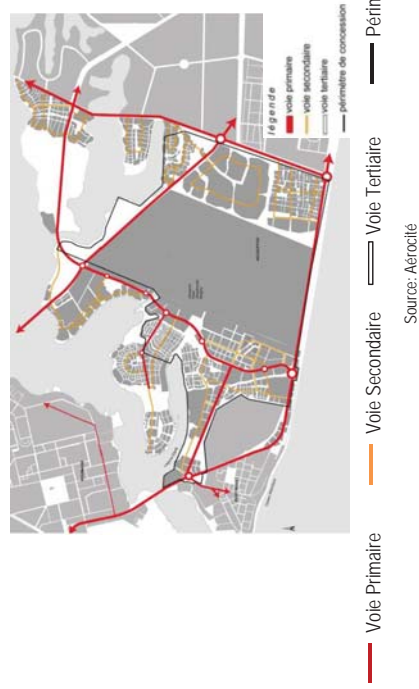 légende
voie primaire
voie secondaire
voie tertiaire
périmètre de concession
Voie Primaire
Voie Secondaire
Voie Tertiaire
Périm
Source: Aérocité